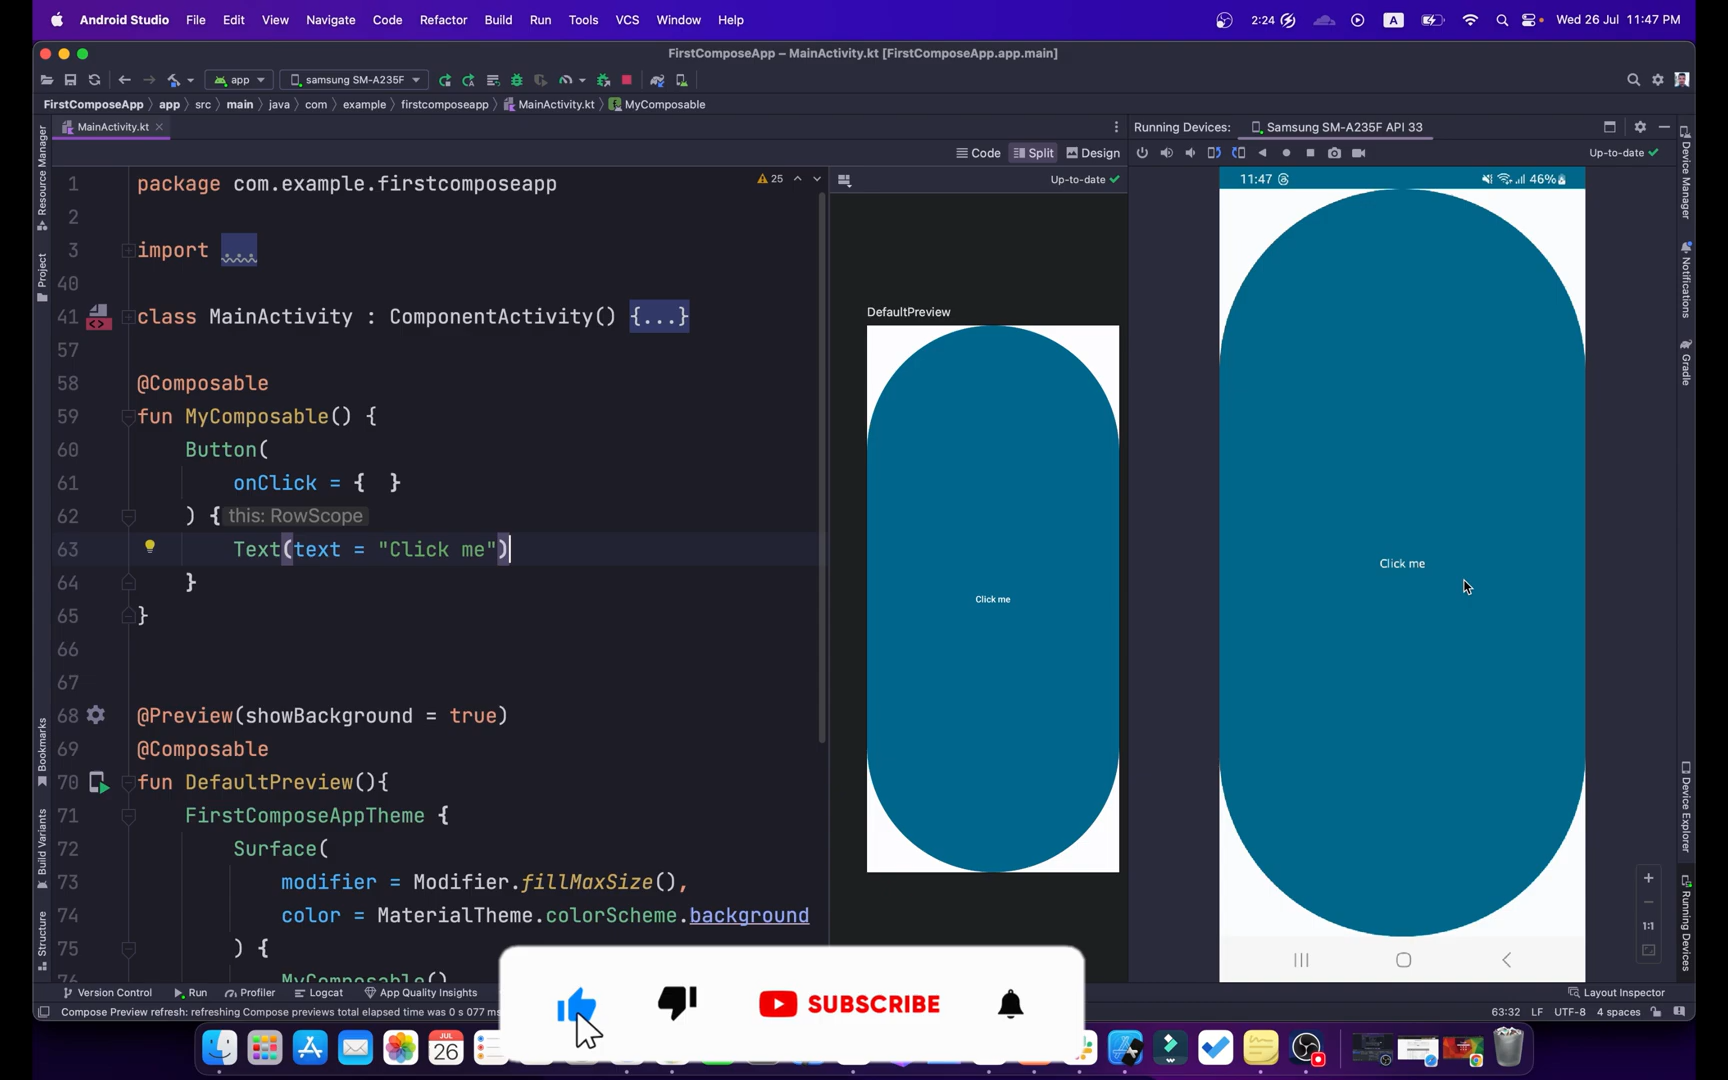 Android Studio File Edit View Navigate Code Refactor Build Run Tools VCS Window Help
2:24 A Wed 26 Jul 11:47 PM
FirstComposeApp – MainActivity.kt [FirstComposeApp.app.main]
app samsung SM-A235F
FirstComposeApp app src main java com example firstcomposeapp MainActivity.kt MyComposable
MainActivity.kt
Running Devices: Samsung SM-A235F API 33
Code Split Design
Up-to-date
25
Up-to-date
1 package com.example.firstcomposeapp
2
3 import ...
40
41 class MainActivity : ComponentActivity() {...}
57
58 @Composable
59 fun MyComposable() {
60 Button(
61 onClick = { }
62 ) { this: RowScope
63 Text(text = "Click me")
64 }
65 }
66
67
68 @Preview(showBackground = true)
69 @Composable
70 fun DefaultPreview(){
71 FirstComposeAppTheme {
72 Surface(
73 modifier = Modifier.fillMaxSize(),
74 color = MaterialTheme.colorScheme.background
75 ) {
76 MyComposable()
DefaultPreview
Click me
11:47 46%
Click me
1:1
Resource Manager
Project
Bookmarks
Build Variants
Structure
Device Manager
Notifications
Gradle
Device Explorer
Running Devices
Version Control Run Profiler Logcat App Quality Insights
Layout Inspector
Compose Preview refresh: refreshing Compose previews total elapsed time was 0 s 077 ms
63:32 LF UTF-8 4 spaces
SUBSCRIBE
JUL
26